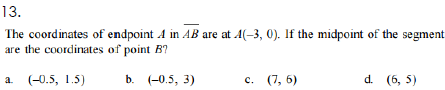 13.
The coordinates of endpoint A in AB are at A(–3, 0). If the midpoint of the segment
are the coordinates of point B?
a. (–0.5, 1.5) b. (–0.5, 3) c. (7, 6) d. (6, 5)